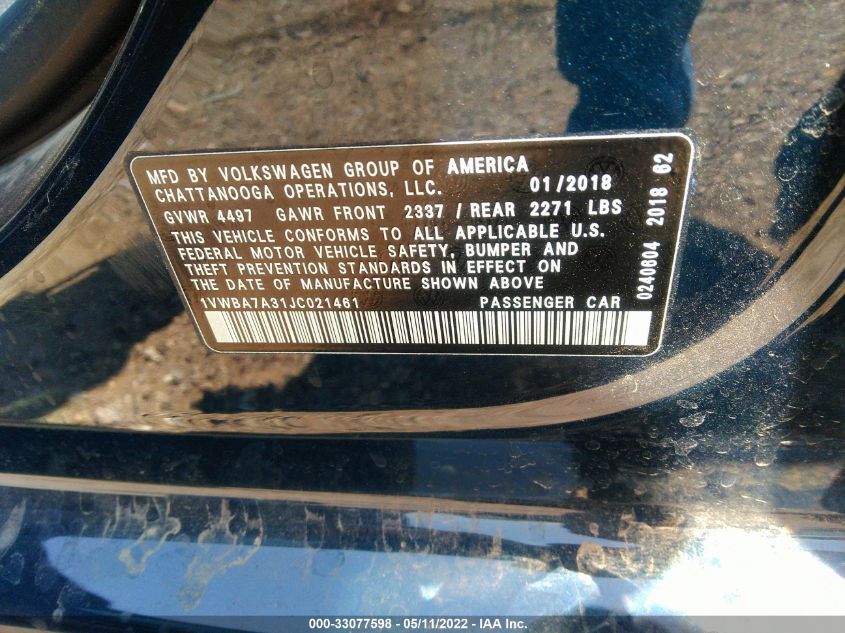 MFD BY VOLKSWAGEN GROUP OF AMERICA
CHATTANOOGA OPERATIONS, LLC. 01/2018
GVWR 4497 GAWR FRONT 2337 / REAR 2271 LBS
THIS VEHICLE CONFORMS TO ALL APPLICABLE U.S.
FEDERAL MOTOR VEHICLE SAFETY, BUMPER AND
THEFT PREVENTION STANDARDS IN EFFECT ON
THE DATE OF MANUFACTURE SHOWN ABOVE
1VWBA7A31JC021461 PASSENGER CAR
0240604 2018 62
000-33077598 - 05/11/2022 - IAA Inc.